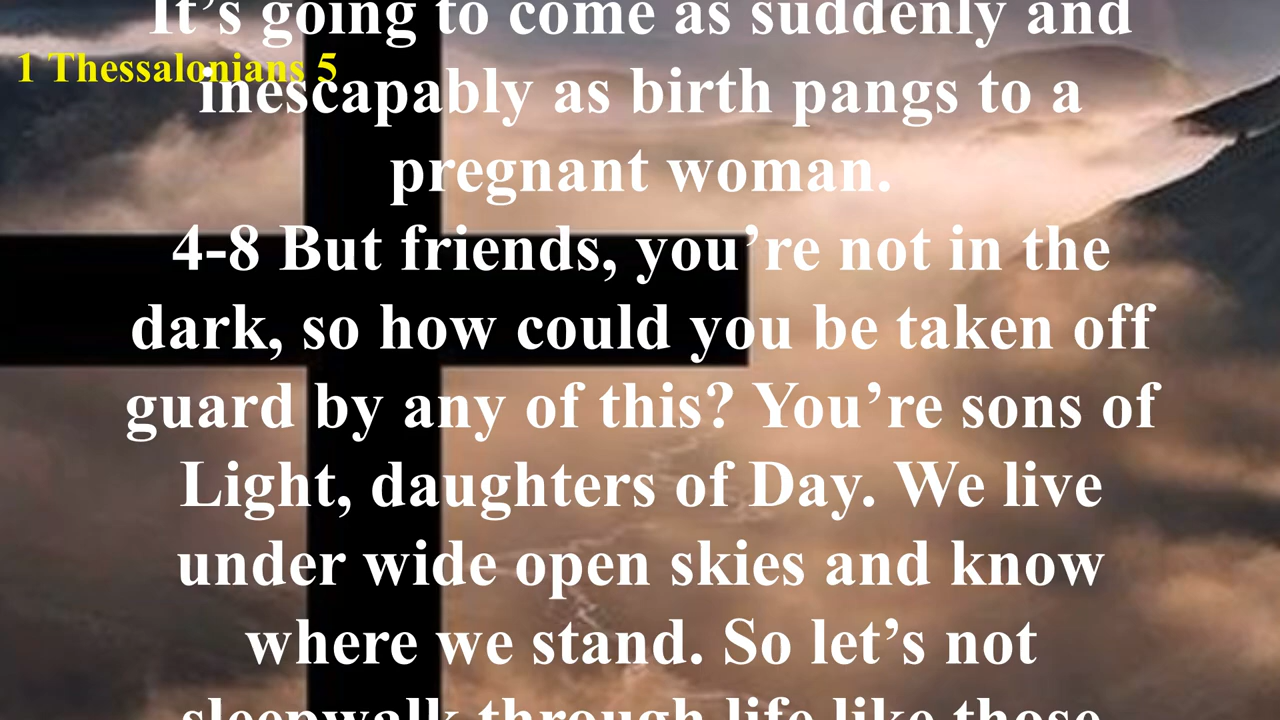 It’s going to come as suddenly and
1 Thessalonians 5
inescapably as birth pangs to a
pregnant woman.
4-8 But friends, you’re not in the
dark, so how could you be taken off
guard by any of this? You’re sons of
Light, daughters of Day. We live
under wide open skies and know
where we stand. So let’s not
sleepwalk through life like those